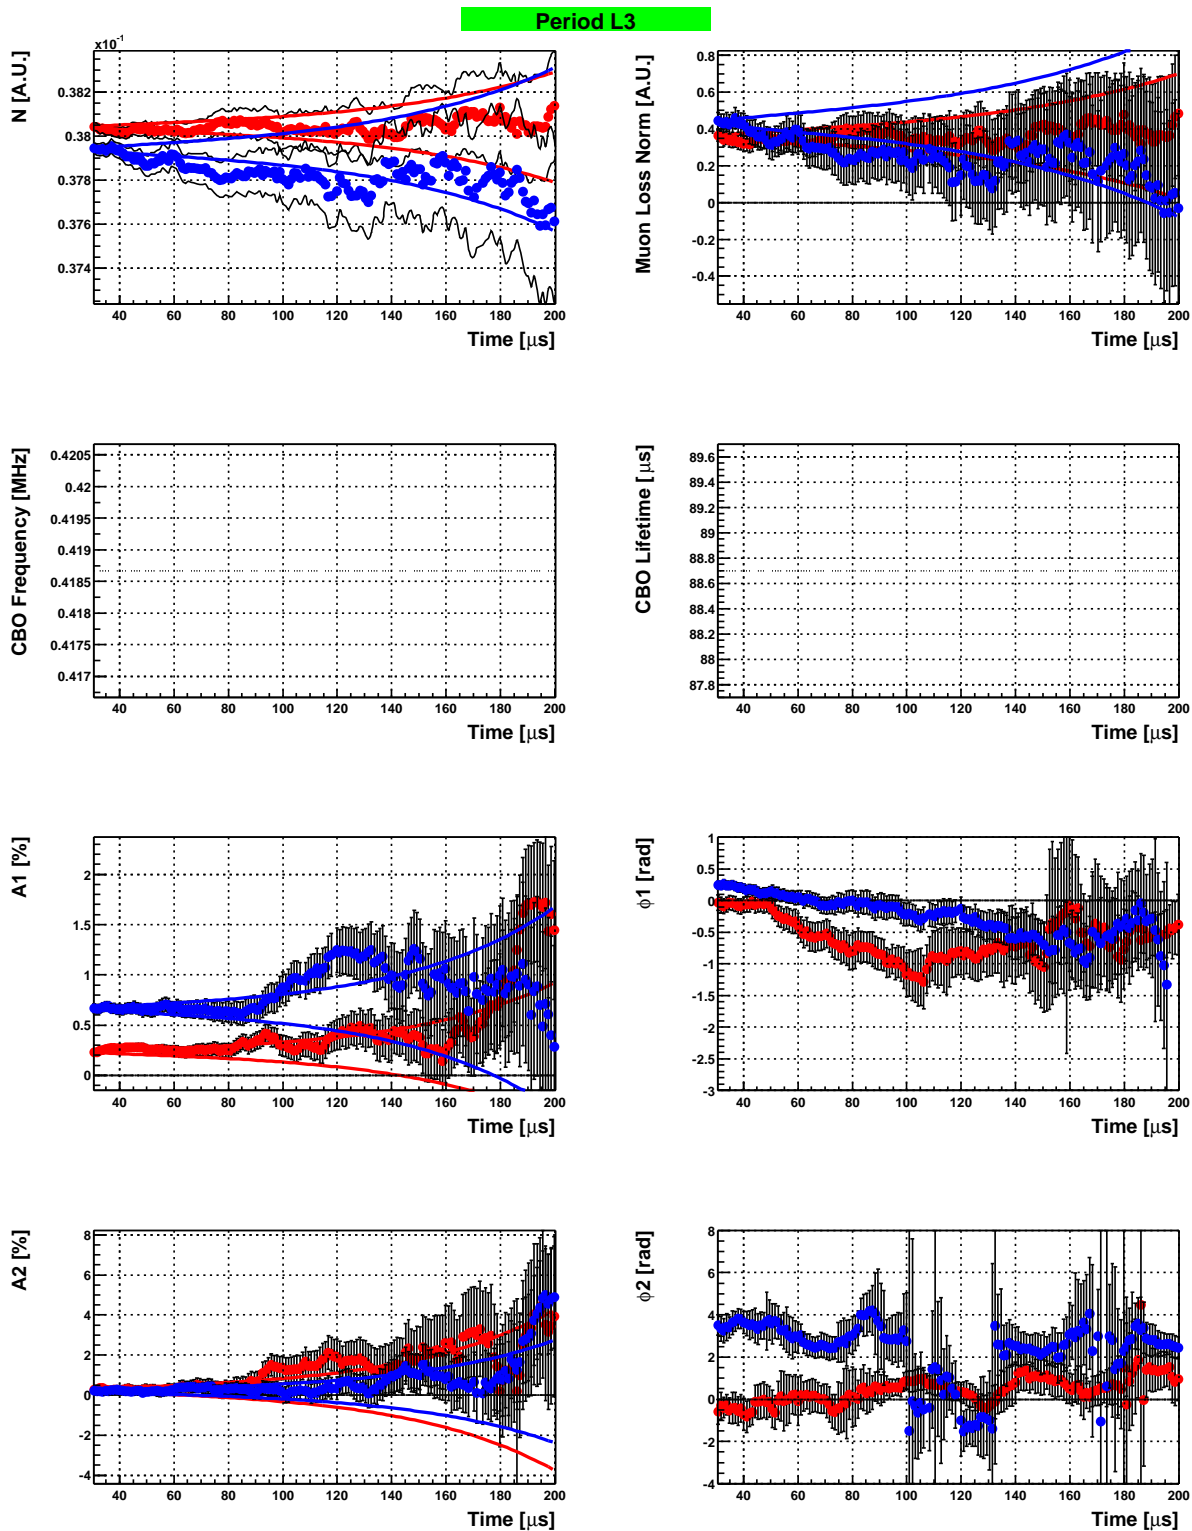 Period L3
N [A.U.]
x10-1
0.382
0.38
0.378
0.376
0.374
40 60 80 100 120 140 160 180 200
Time [μs]
Muon Loss Norm [A.U.]
0.8
0.6
0.4
0.2
0
-0.2
-0.4
40 60 80 100 120 140 160 180 200
Time [μs]
CBO Frequency [MHz]
0.4205
0.42
0.4195
0.419
0.4185
0.418
0.4175
0.417
40 60 80 100 120 140 160 180 200
Time [μs]
CBO Lifetime [μs]
89.6
89.4
89.2
89
88.8
88.6
88.4
88.2
88
87.8
40 60 80 100 120 140 160 180 200
Time [μs]
A1 [%]
2
1.5
1
0.5
0
40 60 80 100 120 140 160 180 200
Time [μs]
ϕ1 [rad]
1
0.5
0
-0.5
-1
-1.5
-2
-2.5
-3
40 60 80 100 120 140 160 180 200
Time [μs]
A2 [%]
8
6
4
2
0
-2
-4
40 60 80 100 120 140 160 180 200
Time [μs]
ϕ2 [rad]
8
6
4
2
0
-2
-4
40 60 80 100 120 140 160 180 200
Time [μs]